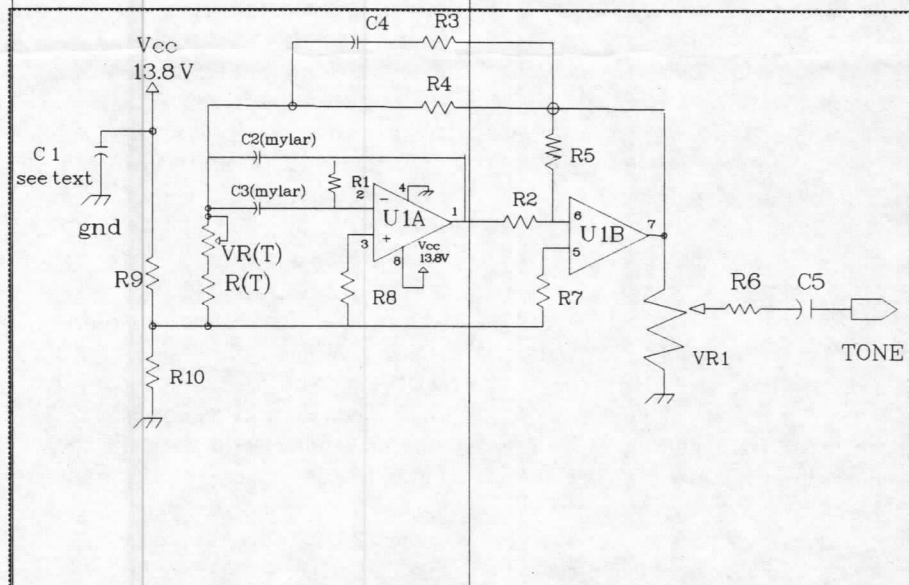 C4
R3
Vcc
13.8V
R4
C2(mylar)
R5
C 1
see text
R1
C3(mylar)
2
−
4
U1A
1
R2
6
U1B
7
gnd
3
+
Vcc
13.8V
8
5
VR(T)
R9
R(T)
R8
R7
R6
C5
VR1
TONE
R10